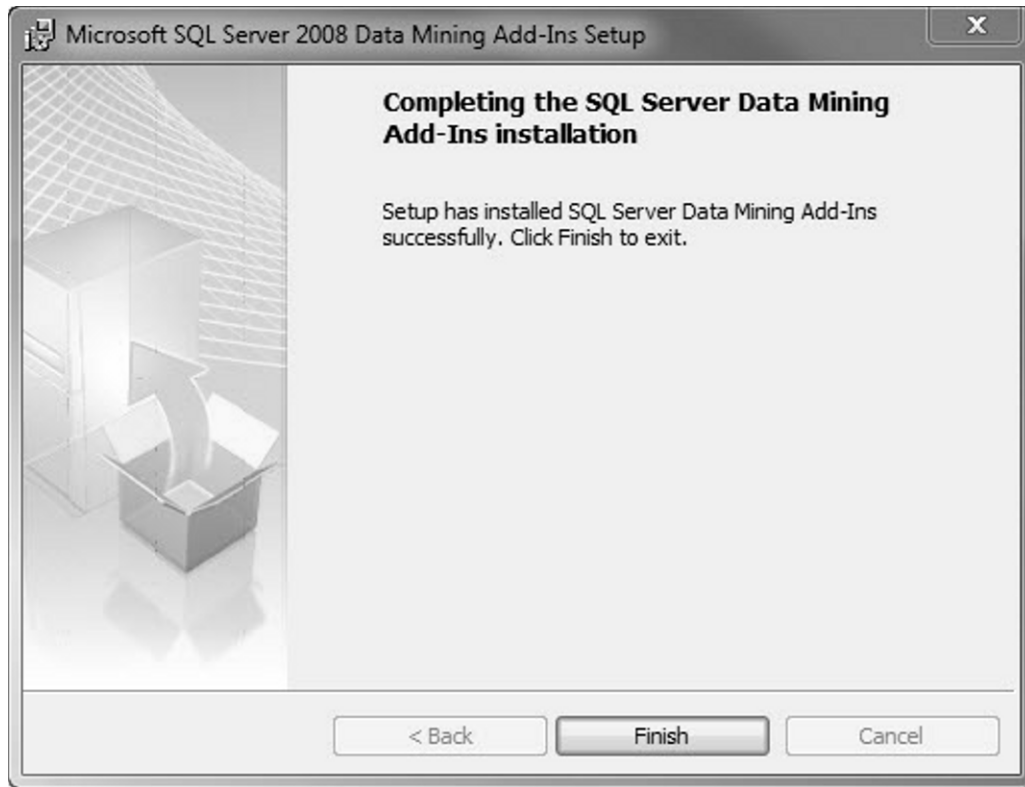 Microsoft SQL Server 2008 Data Mining Add-Ins Setup
X
Completing the SQL Server Data Mining
Add-Ins installation
Setup has installed SQL Server Data Mining Add-Ins
successfully. Click Finish to exit.
< Back
Finish
Cancel